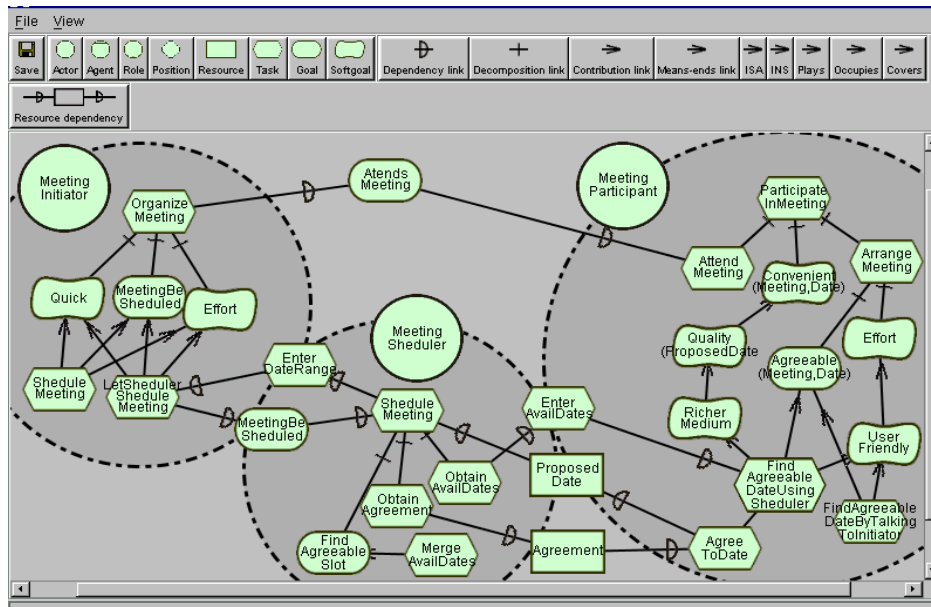 File View
Save Actor Agent Role Position Resource Task Goal Softgoal Dependency link Decomposition link Contribution link Means-ends link ISA INS Plays Occupies Covers
Resource dependency
Meeting
Initiator
Organize
Meeting
Quick
MeetingBe
Sheduled
Effort
Shedule
Meeting
LetSheduler
Shedule
Meeting
Atends
Meeting
Meeting
Sheduler
Enter
DateRange
MeetingBe
Sheduled
Shedule
Meeting
Obtain
AvailDates
Obtain
Agreement
Find
Agreeable
Slot
Merge
AvailDates
Enter
AvailDates
Proposed
Date
Agreement
Meeting
Participant
Participate
InMeeting
Attend
Meeting
Convenient
(Meeting,Date)
Arrange
Meeting
Quality
(ProposedDate
Agreeable
(Meeting,Date)
Effort
Richer
Medium
User
Friendly
Find
Agreeable
DateUsing
Sheduler
FindAgreeable
DateByTalking
ToInitiator
Agree
ToDate